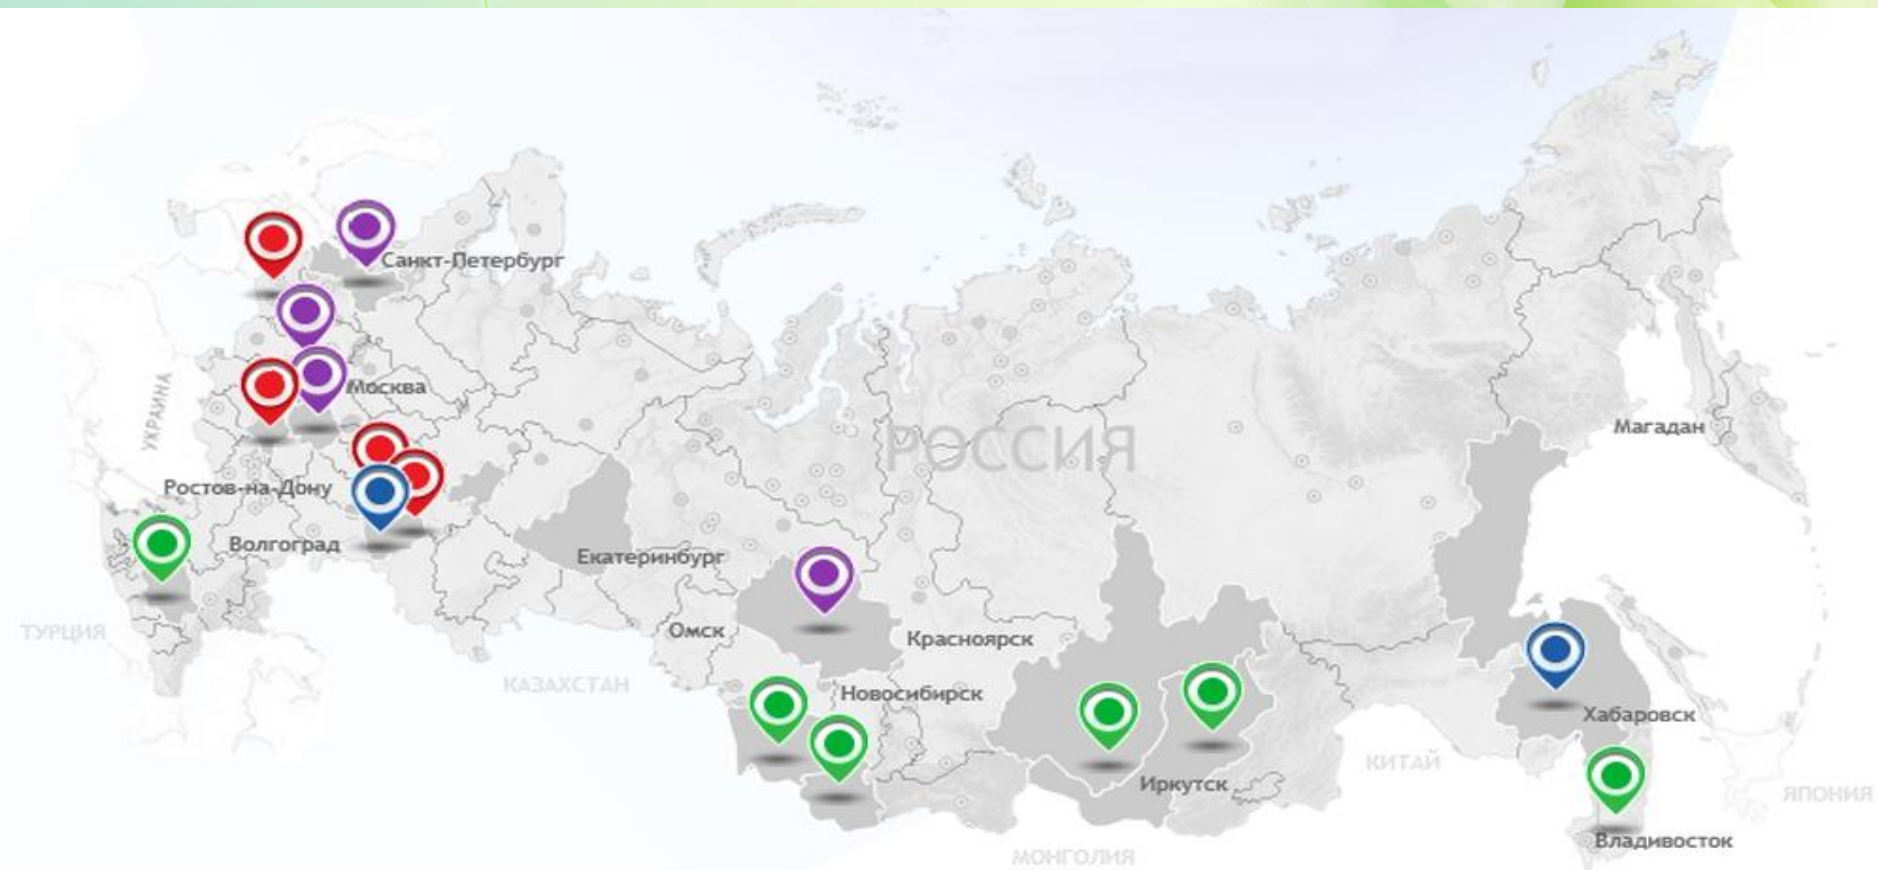 Санкт-Петербург
УКРАИНА
Москва
РОССИЯ
Магадан
Ростов-на-Дону
Волгоград
Екатеринбург
ТУРЦИЯ
Омск
Красноярск
КАЗАХСТАН
Новосибирск
Хабаровск
КИТАЙ
Иркутск
ЯПОНИЯ
Владивосток
МОНГОЛИЯ